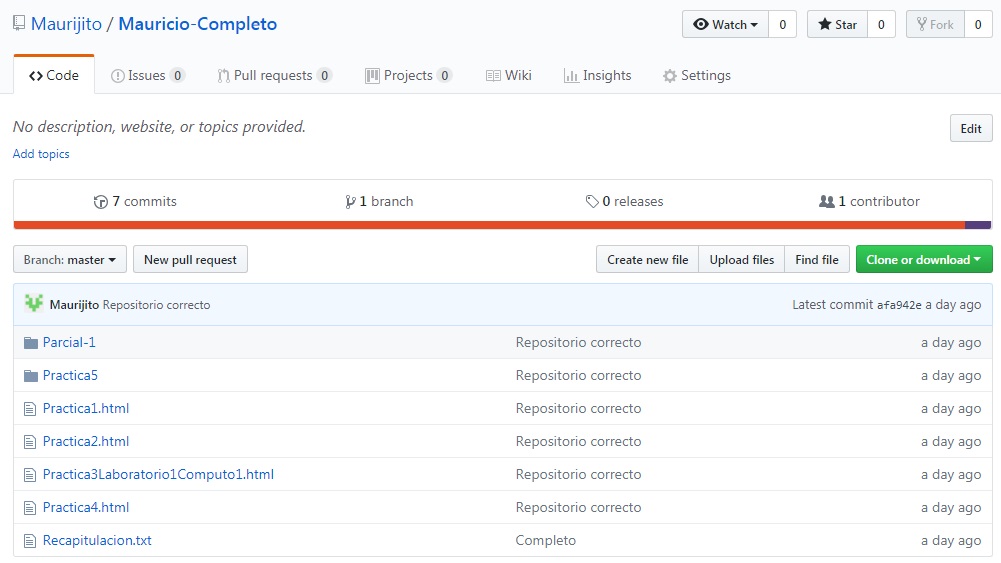 Maurijito / Mauricio-Completo Watch 0 Star 0 Fork 0
Code Issues 0 Pull requests 0 Projects 0 Wiki Insights Settings
No description, website, or topics provided. Edit
Add topics
7 commits 1 branch 0 releases 1 contributor
Branch: master New pull request Create new file Upload files Find file Clone or download
Maurijito Repositorio correcto Latest commit afa942e a day ago
Parcial-1 Repositorio correcto a day ago
Practica5 Repositorio correcto a day ago
Practica1.html Repositorio correcto a day ago
Practica2.html Repositorio correcto a day ago
Practica3Laboratorio1Computo1.html Repositorio correcto a day ago
Practica4.html Repositorio correcto a day ago
Recapitulacion.txt Completo a day ago